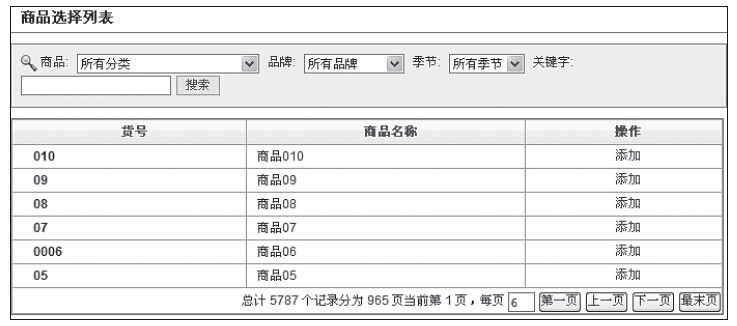 商品选择列表
商品: 所有分类 品牌: 所有品牌 季节: 所有季节 关键字:
搜索
货号 商品名称 操作
010 商品010 添加
09 商品09 添加
08 商品08 添加
07 商品07 添加
0006 商品06 添加
05 商品05 添加
总计 5787 个记录分为 965 页当前第 1 页，每页 6 第一页 上一页 下一页 最末页